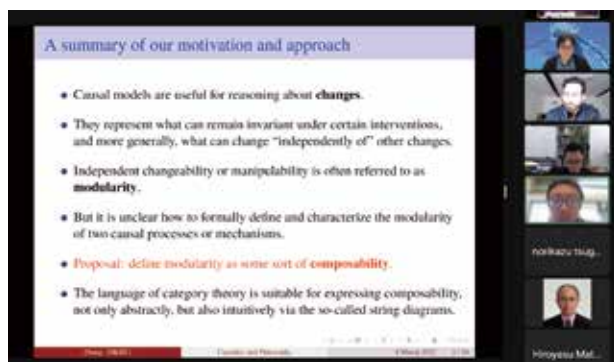 A summary of our motivation and approach
Causal models are useful for reasoning about changes.
They represent what can remain invariant under certain interventions,
and more generally, what can change "independently of" other changes.
Independent changeability or manipulability is often referred to as
modularity.
But it is unclear how to formally define and characterize the modularity
of two causal processes or mechanisms.
Proposal: define modularity as some sort of composability.
The language of category theory is suitable for expressing composability,
not only abstractly, but also intuitively via the so-called string diagrams.
norikazu tsug...
Hiroyasu Mat...